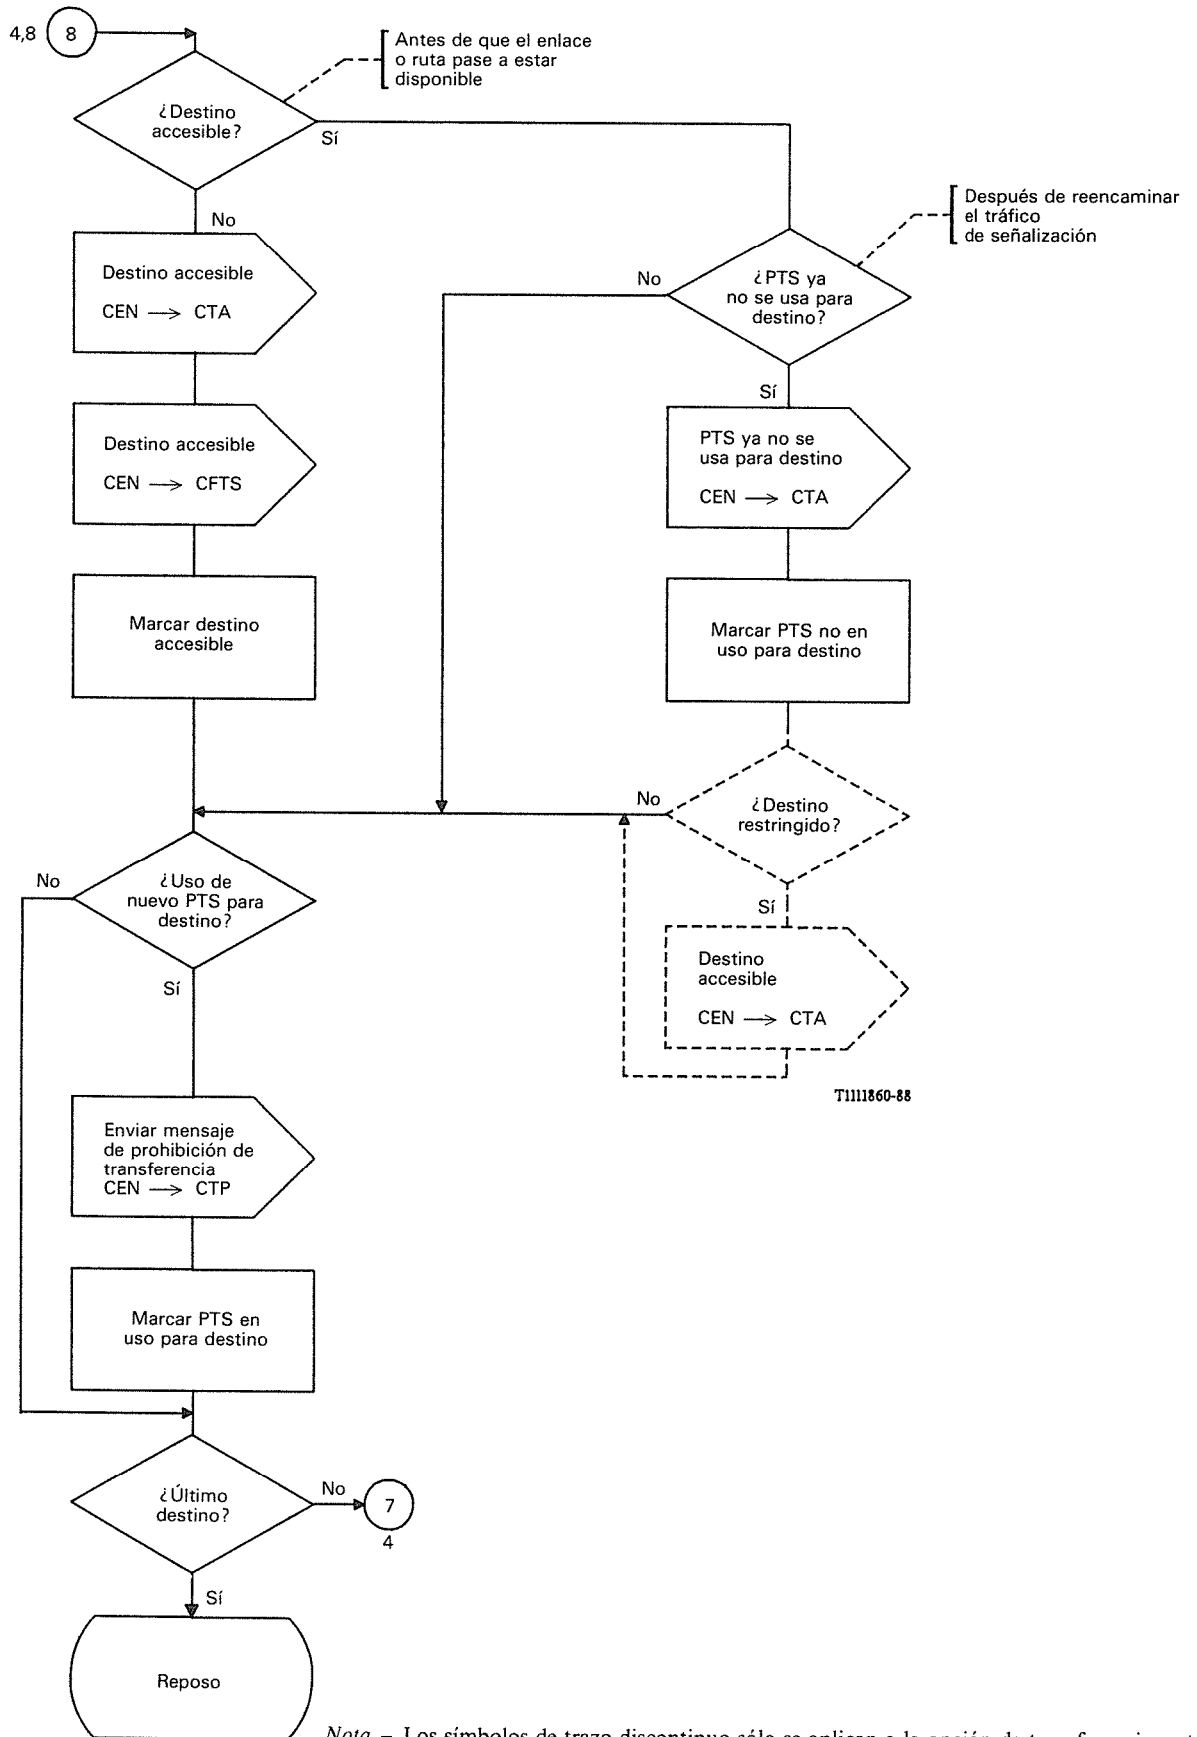 4,8
8
Antes de que el enlace
o ruta pase a estar
disponible
¿Destino
accesible?
Sí
No
Después de reencaminar
el tráfico
de señalización
Destino accesible
CEN → CTA
No
¿PTS ya
no se usa para
destino?
Sí
Destino accesible
CEN → CFTS
PTS ya no se
usa para destino
CEN → CTA
Marcar destino
accesible
Marcar PTS no en
uso para destino
No
¿Destino
restringido?
Sí
No
¿Uso de
nuevo PTS para
destino?
Sí
Destino
accesible
CEN → CTA
T1111860-88
Enviar mensaje
de prohibición de
transferencia
CEN → CTP
Marcar PTS en
uso para destino
¿Último
destino?
No
7
4
Sí
Reposo
Nota – Los símbolos de trazo discontinuo sólo se aplican a la opción de